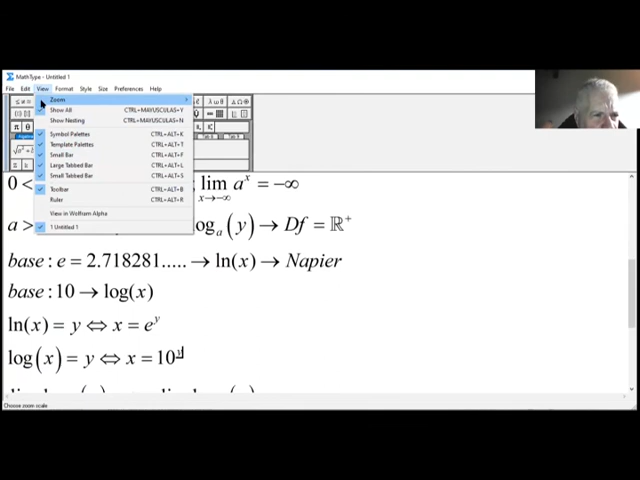 MathType - Untitled 1
File Edit View Format Style Size Preferences Help
Zoom
Show All CTRL+MAYUSCULAS+Y
Show Nesting CTRL+MAYUSCULAS+N
Symbol Palettes CTRL+ALT+K
Template Palettes CTRL+ALT+T
Small Bar CTRL+ALT+F
Large Tabbed Bar CTRL+ALT+L
Small Tabbed Bar CTRL+ALT+S
Toolbar CTRL+ALT+B
Ruler CTRL+ALT+R
View in Wolfram Alpha
1 Untitled 1
0 < lim a^x = −∞
x→−∞
a > og_a (y) → Df = ℝ^+
base : e = 2.718281..... → ln(x) → Napier
base : 10 → log(x)
ln(x) = y ⇔ x = e^y
log(x) = y ⇔ x = 10^y
Choose zoom scale